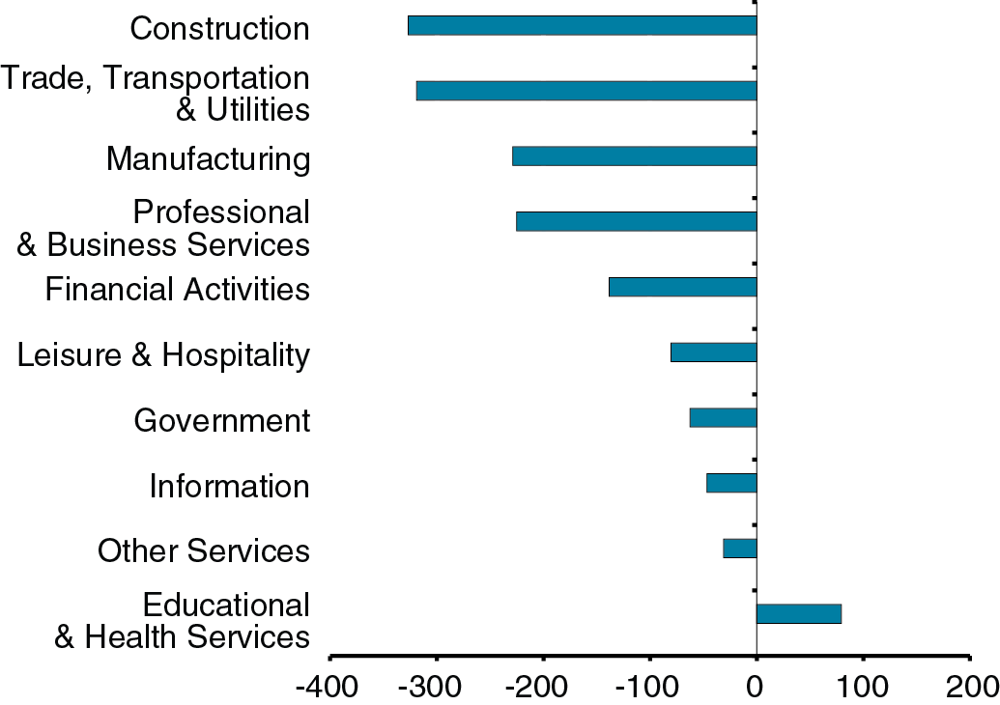 Construction
Trade, Transportation
& Utilities
Manufacturing
Professional
& Business Services
Financial Activities
Leisure & Hospitality
Government
Information
Other Services
Educational
& Health Services
-400 -300 -200 -100 0 100 200